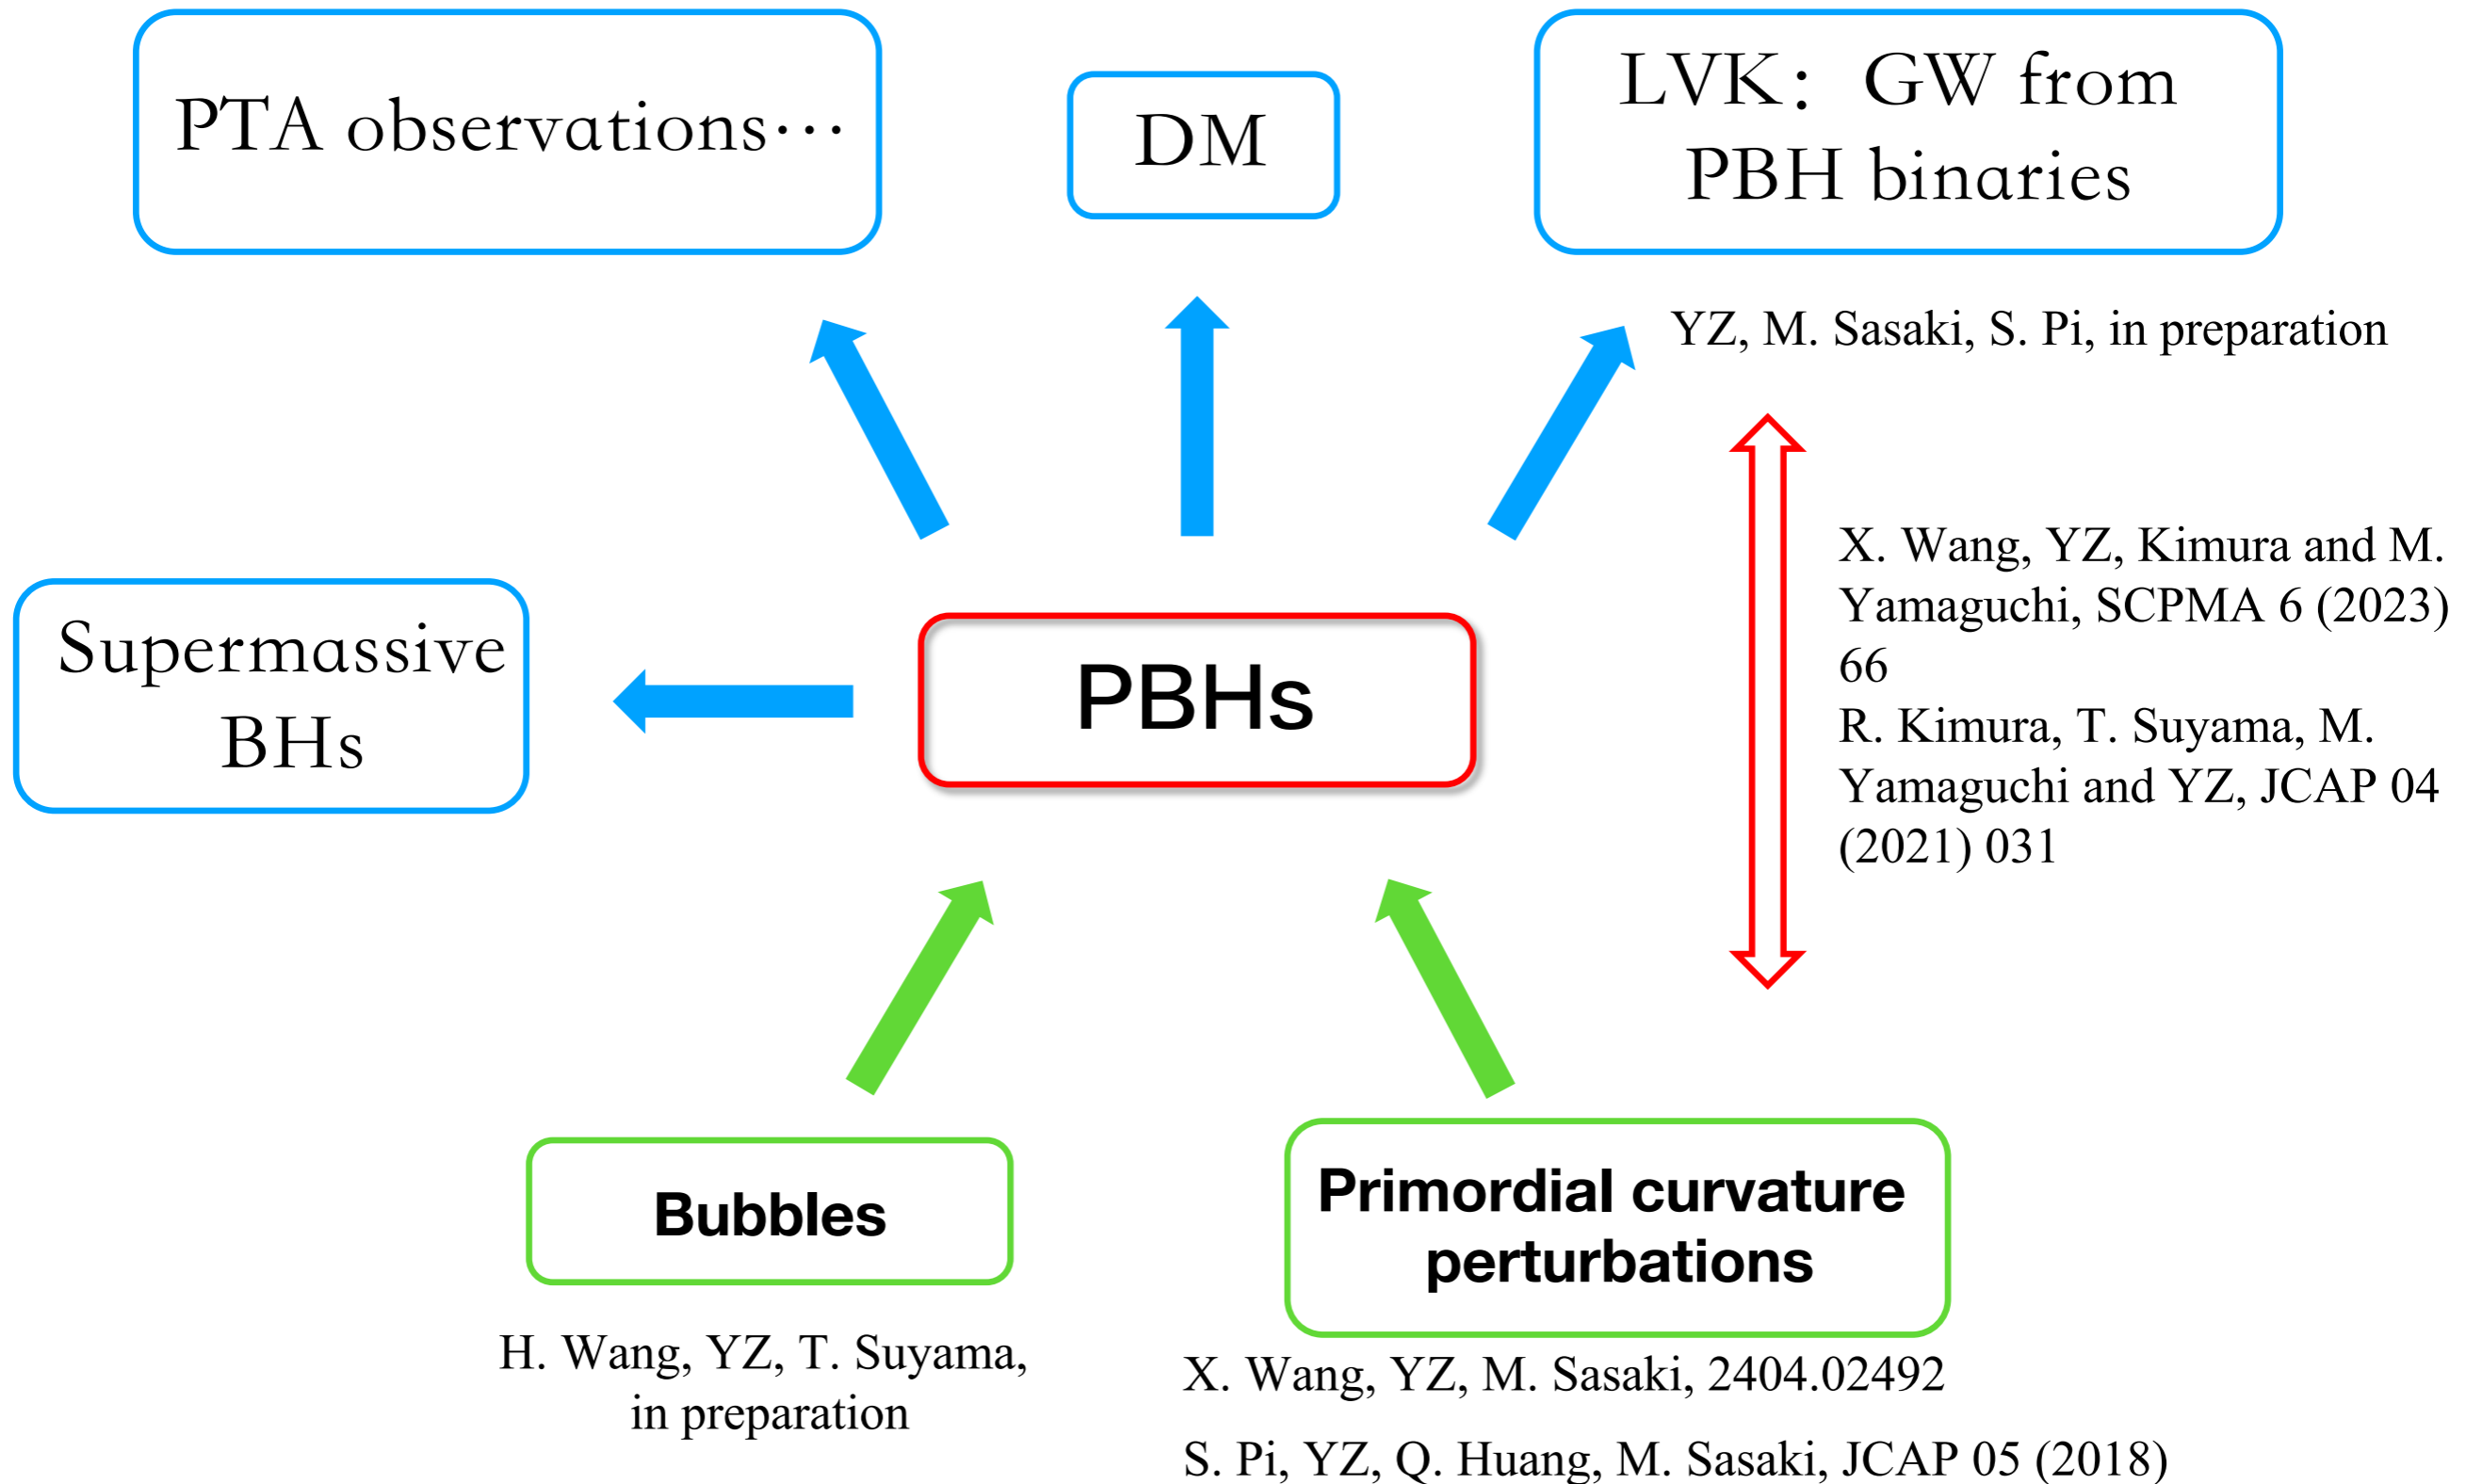 PTA observations⋯
DM
LVK： GW from
PBH binaries
YZ, M. Sasaki, S. Pi, in preparation
X. Wang, YZ, Kimura and M.
Yamaguchi, SCPMA 6 (2023)
66
R. Kimura, T. Suyama, M.
Yamaguchi and YZ, JCAP 04
(2021) 031
Supermassive
BHs
PBHs
Bubbles
H. Wang, YZ, T. Suyama,
in preparation
Primordial curvature
perturbations
X. Wang, YZ, M. Sasaki, 2404.02492
S. Pi, YZ, Q. Huang, M. Sasaki, JCAP 05 (2018)